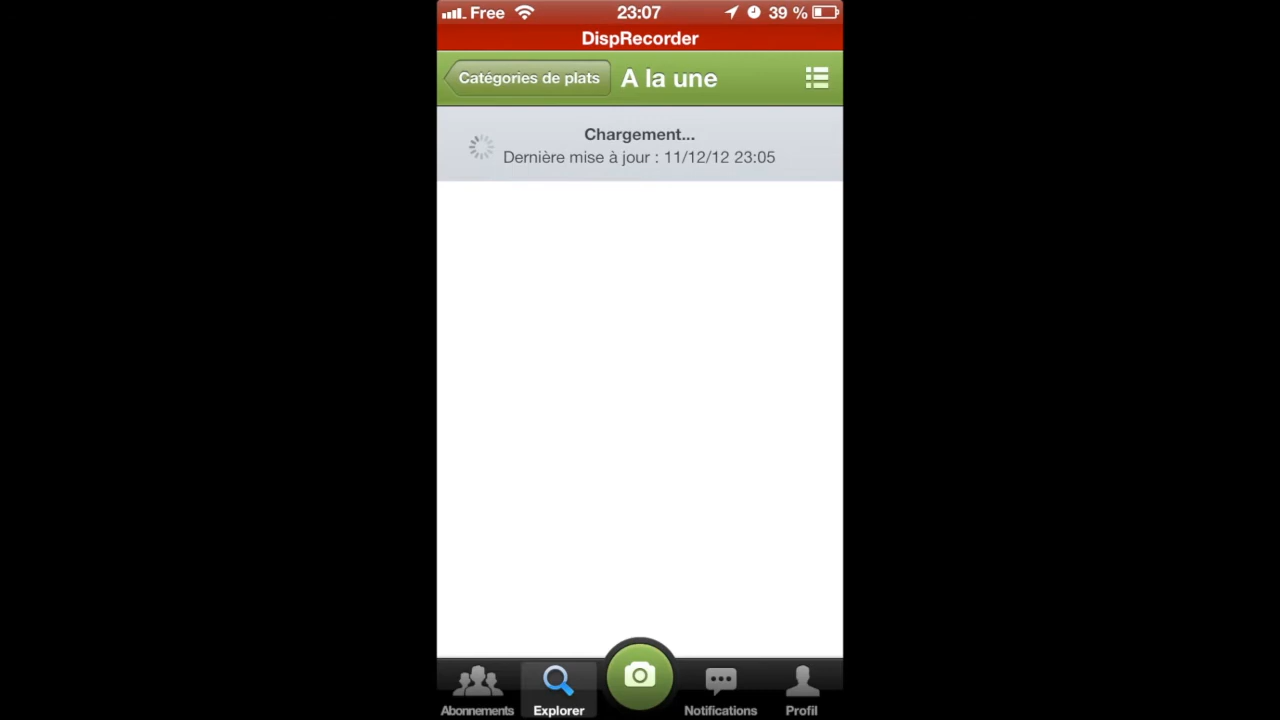 Free 23:07 39 %
DispRecorder
Catégories de plats A la une
Chargement...
Dernière mise à jour : 11/12/12 23:05
Abonnements Explorer Notifications Profil